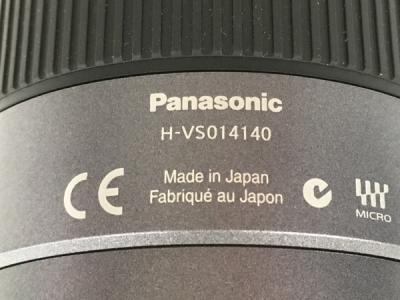 Panasonic
H-VS014140
CE
Made in Japan
Fabriqué au Japon
MICRO